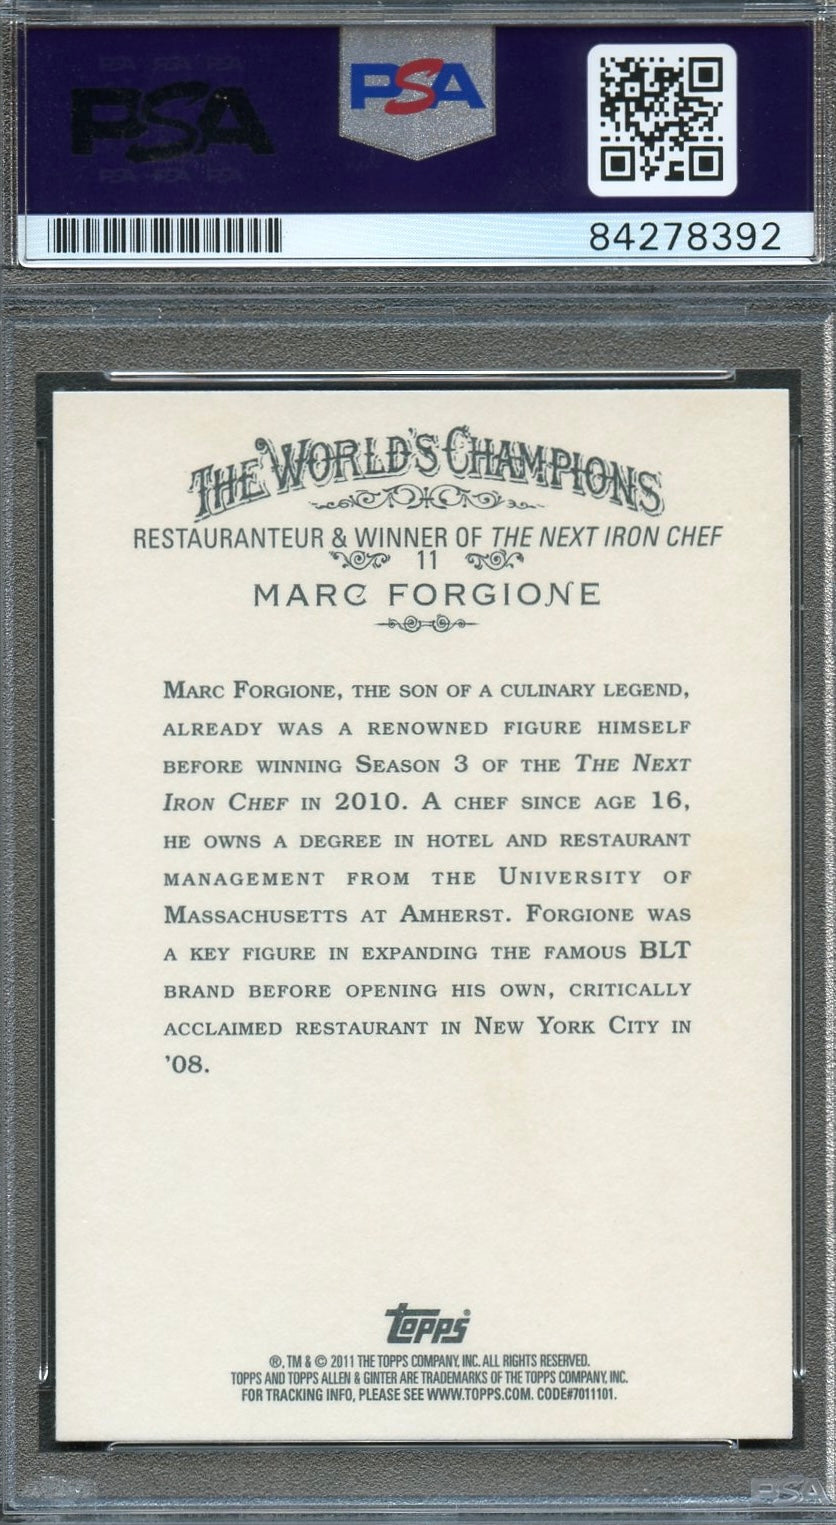 PSA
PSA
84278392
THE WORLD'S CHAMPIONS
RESTAURANTEUR & WINNER OF THE NEXT IRON CHEF
11
MARC FORGIONE
MARC FORGIONE, THE SON OF A CULINARY LEGEND,
ALREADY WAS A RENOWNED FIGURE HIMSELF
BEFORE WINNING SEASON 3 OF THE THE NEXT
IRON CHEF IN 2010. A CHEF SINCE AGE 16,
HE OWNS A DEGREE IN HOTEL AND RESTAURANT
MANAGEMENT FROM THE UNIVERSITY OF
MASSACHUSETTS AT AMHERST. FORGIONE WAS
A KEY FIGURE IN EXPANDING THE FAMOUS BLT
BRAND BEFORE OPENING HIS OWN, CRITICALLY
ACCLAIMED RESTAURANT IN NEW YORK CITY IN
'08.
Topps®
®, TM & © 2011 THE TOPPS COMPANY, INC. ALL RIGHTS RESERVED.
TOPPS AND TOPPS ALLEN & GINTER ARE TRADEMARKS OF THE TOPPS COMPANY, INC.
FOR TRACKING INFO, PLEASE SEE WWW.TOPPS.COM. CODE#7011101.
PSA